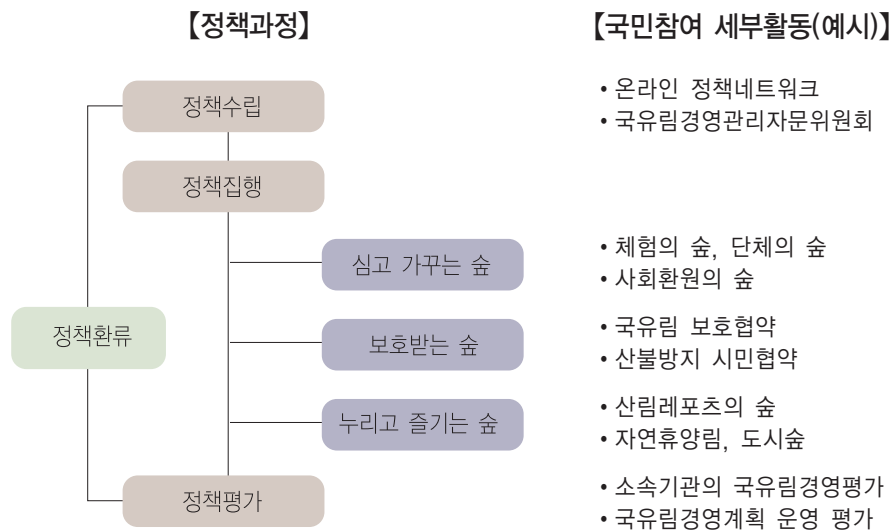 【정책과정】
【국민참여 세부활동(예시)】
정책수립
• 온라인 정책네트워크
• 국유림경영관리자문위원회
정책집행
심고 가꾸는 숲
• 체험의 숲, 단체의 숲
• 사회환원의 숲
정책환류
보호받는 숲
• 국유림 보호협약
• 산불방지 시민협약
누리고 즐기는 숲
• 산림레포츠의 숲
• 자연휴양림, 도시숲
정책평가
• 소속기관의 국유림경영평가
• 국유림경영계획 운영 평가